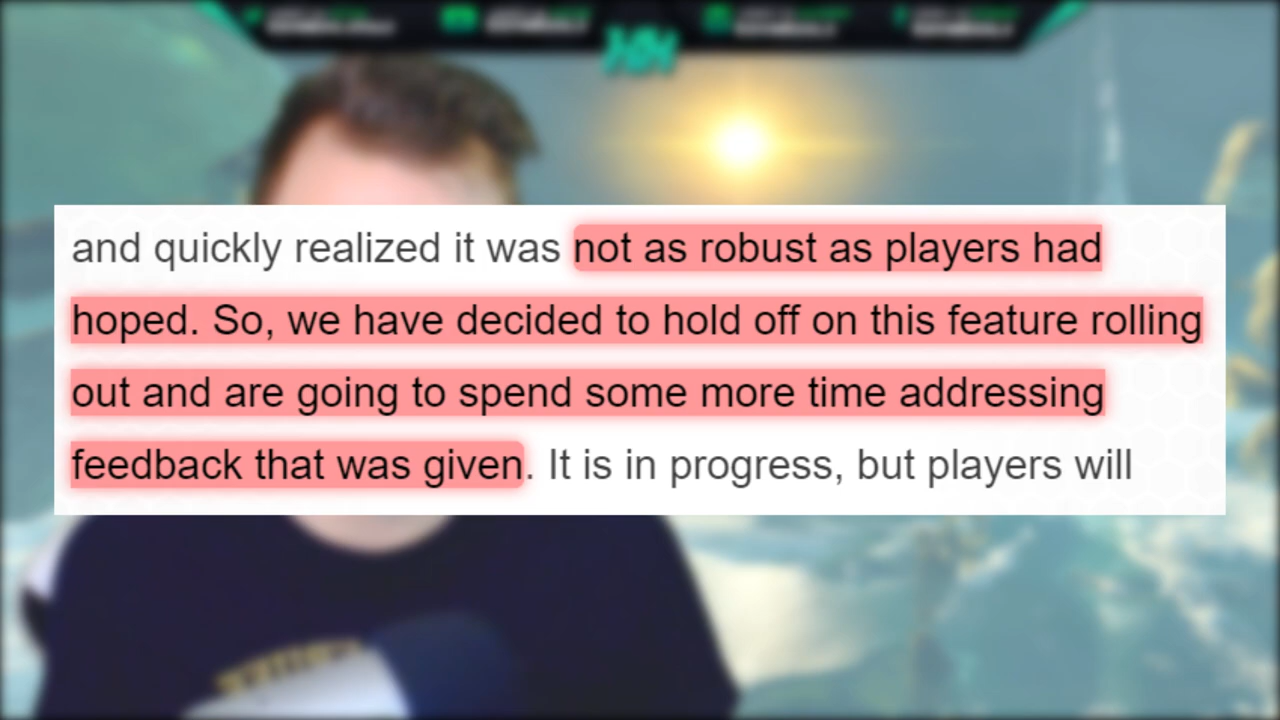 and quickly realized it was not as robust as players had
hoped. So, we have decided to hold off on this feature rolling
out and are going to spend some more time addressing
feedback that was given. It is in progress, but players will